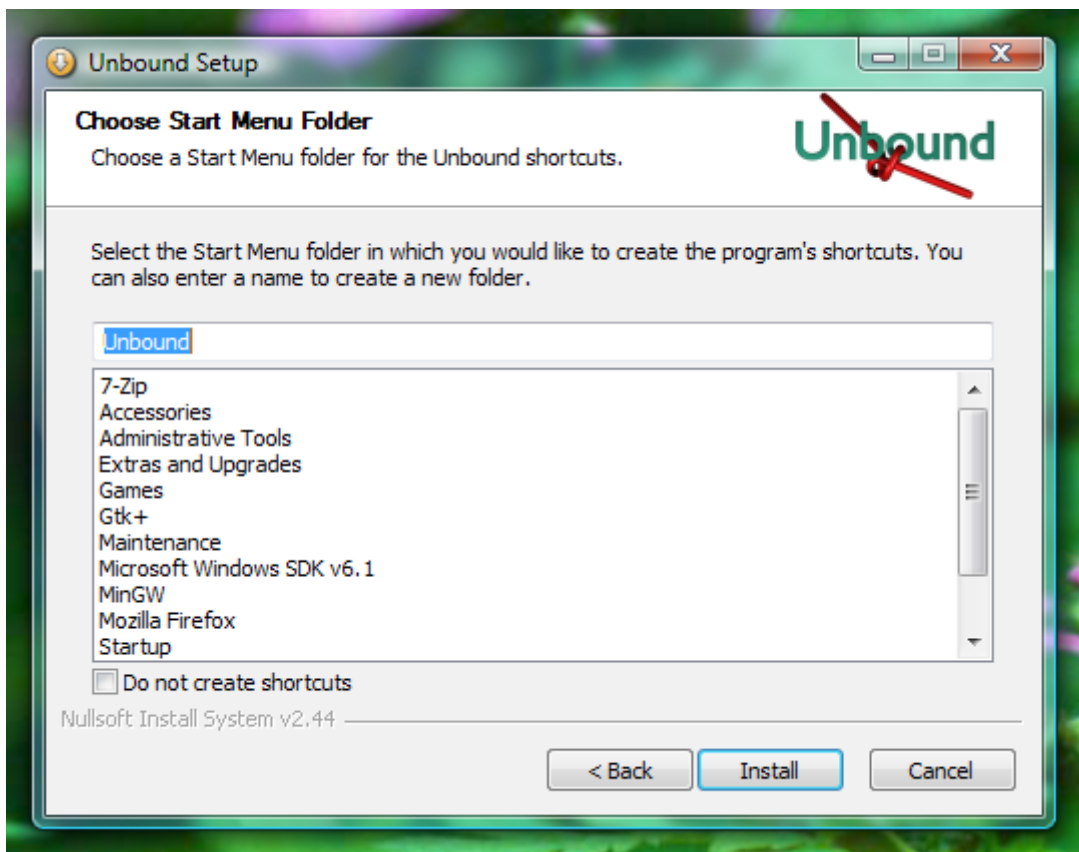 Unbound Setup
Choose Start Menu Folder
Choose a Start Menu folder for the Unbound shortcuts.
Unbound
Select the Start Menu folder in which you would like to create the program's shortcuts. You
can also enter a name to create a new folder.
Unbound
7-Zip
Accessories
Administrative Tools
Extras and Upgrades
Games
Gtk+
Maintenance
Microsoft Windows SDK v6.1
MinGW
Mozilla Firefox
Startup
Do not create shortcuts
Nullsoft Install System v2.44
< Back Install Cancel